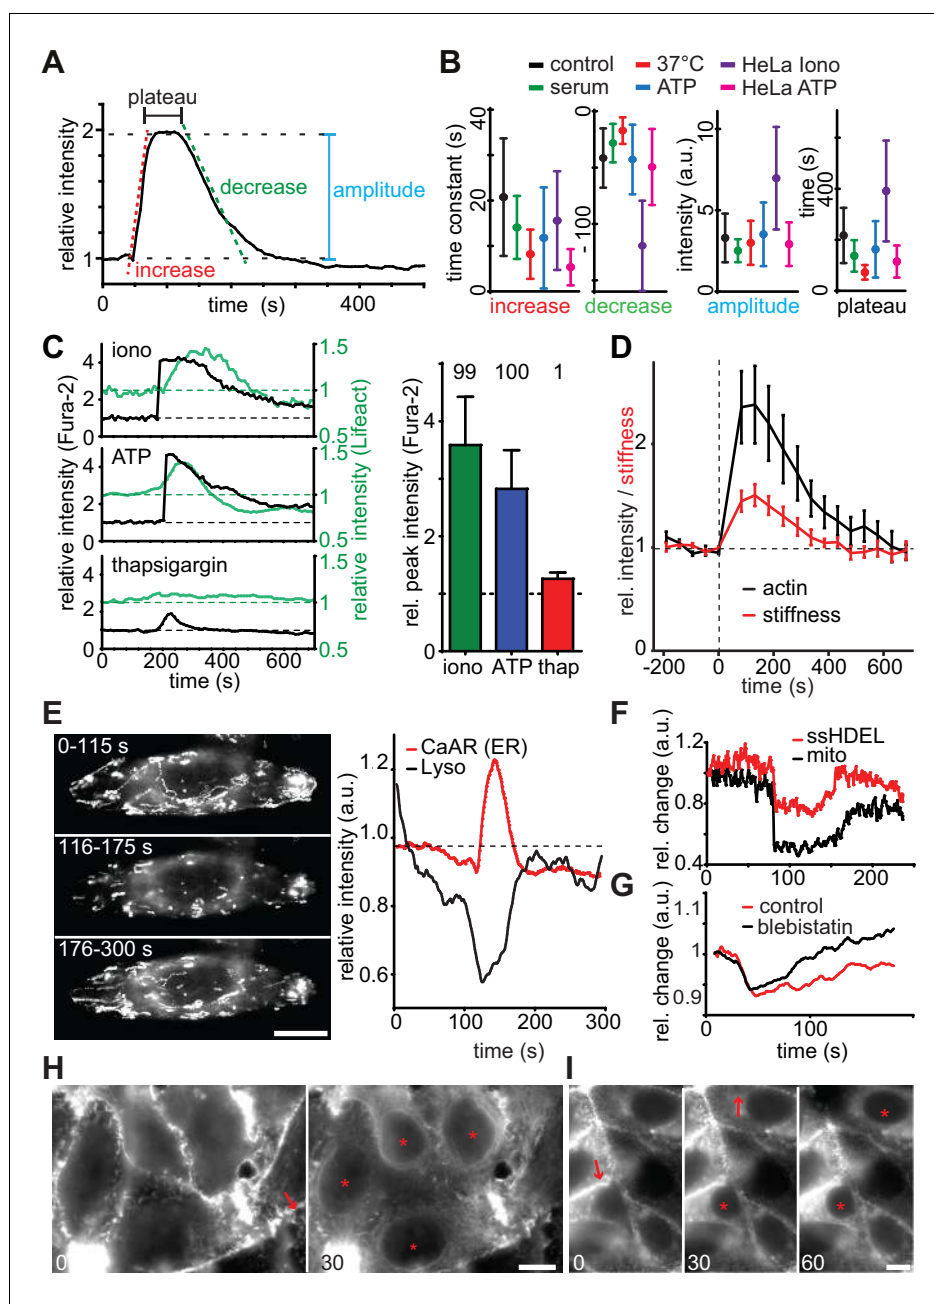 A
plateau
relative intensity
2
1
decrease
amplitude
increase
0
200
400
time (s)
B
control
37°C
HeLa Iono
serum
ATP
HeLa ATP
time constant (s)
40
20
0
increase
0
-100
decrease
intensity (a.u.)
10
5
0
amplitude
time (s)
400
0
plateau
C
relative intensity (Fura-2)
relative intensity (Lifeact)
iono
4
2
0
1.5
1
0.5
ATP
4
2
0
1.5
1
0.5
thapsigargin
4
2
0
1.5
1
0.5
0
200
400
600
time (s)
rel. peak intensity (Fura-2)
99
100
1
4
2
0
iono
ATP
thap
D
rel. intensity / stiffness
2
1
0
actin
stiffness
-200
0
200
400
600
time (s)
E
0-115 s
116-175 s
176-300 s
relative intensity (a.u.)
CaAR (ER)
Lyso
1.2
1.0
0.8
0.6
0
100
200
300
time (s)
F
rel. change (a.u.)
ssHDEL
mito
1.2
0.8
0.4
0
100
200
G
rel. change (a.u.)
control
blebistatin
1.1
1
0.9
0
100
time (s)
H
0
30
*
*
*
*
I
0
30
60
*
*
*